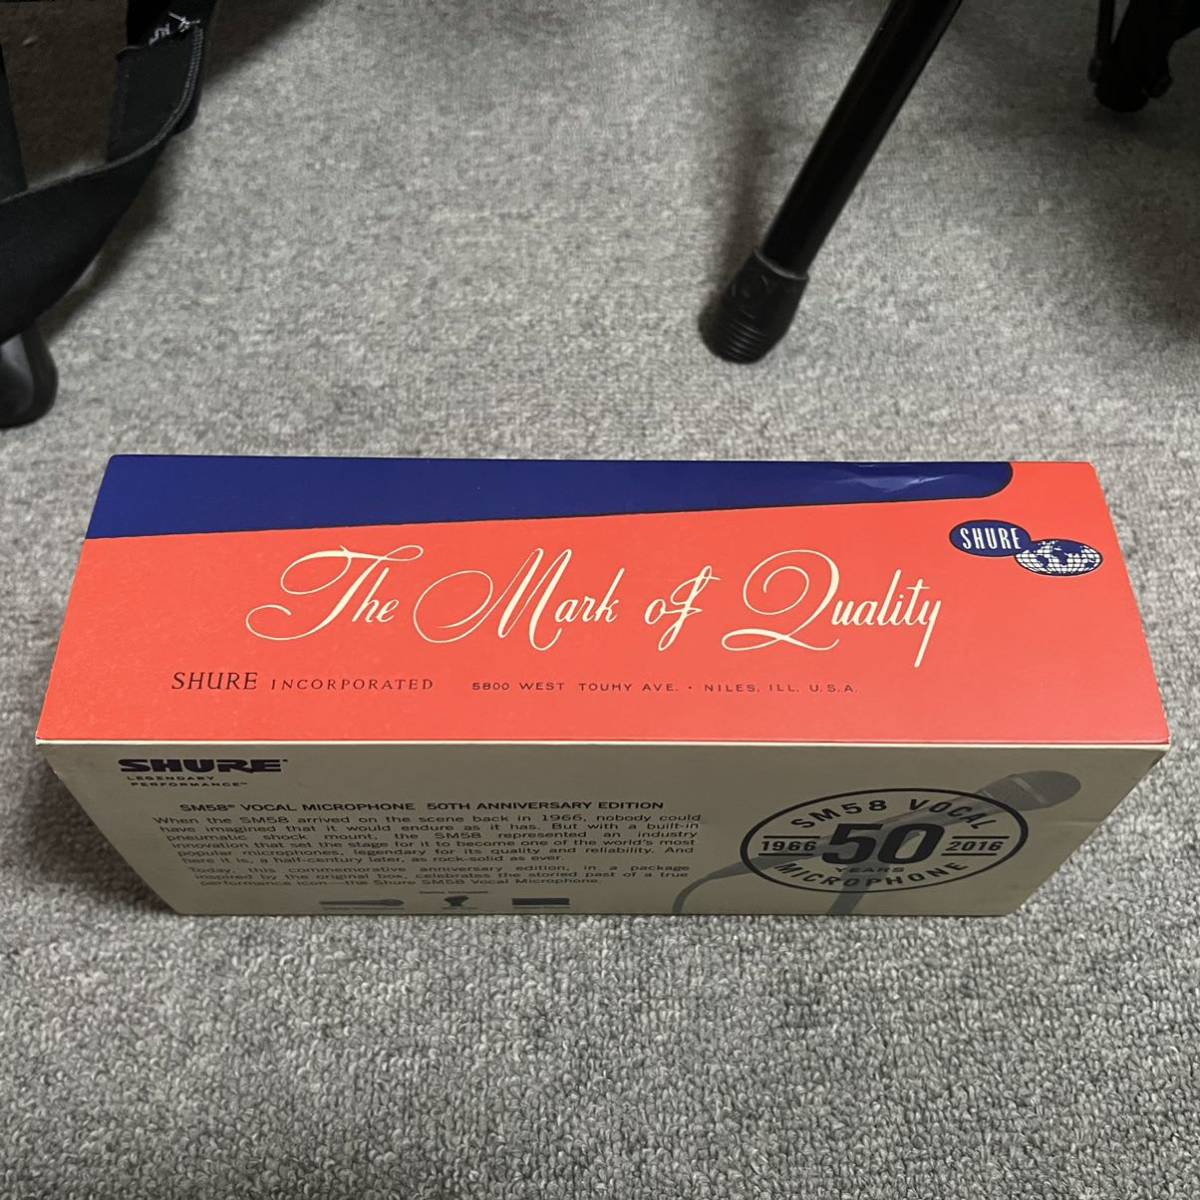 SHURE
The Mark of Quality
SHURE INCORPORATED 5800 WEST TOUHY AVE. • NILES, ILL. U.S.A.
SHURE®
LEGENDARY
PERFORMANCE™
SM58® VOCAL MICROPHONE 50TH ANNIVERSARY EDITION
When the SM58 arrived on the scene back in 1966, nobody could
have imagined that it would endure as it has. But with a built-in
pneumatic shock mount, the SM58 represented an industry
innovation that set the stage for it to become one of the world's most
popular microphones, legendary for its quality and reliability. And
here it is, a half-century later, as rock-solid as ever.
Today, this commemorative anniversary edition, in a package
inspired by the original box, celebrates the storied past of a true
performance icon—the Shure SM58 Vocal Microphone.
SM58 VOCAL
1966 50 2016
YEARS
MICROPHONE